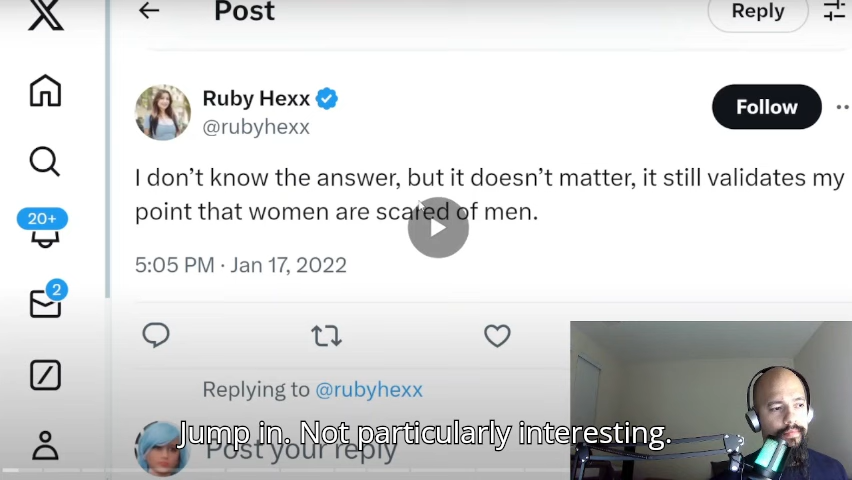 Post
Reply
Ruby Hexx
@rubyhexx
Follow
I don't know the answer, but it doesn't matter, it still validates my
point that women are scared of men.
20+
5:05 PM · Jan 17, 2022
2
Replying to @rubyhexx
Jump in. Not particularly interesting.
Post your reply